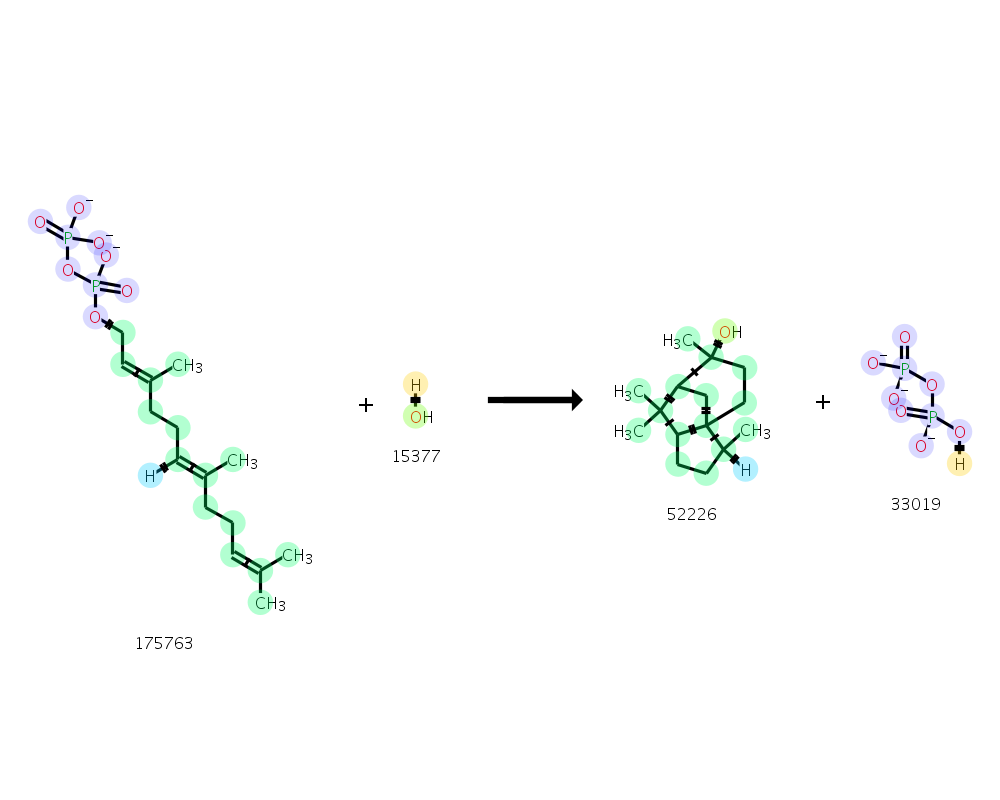 O⁻
O
P
O⁻
O⁻
O
P
O
O
CH₃
H
CH₃
CH₃
CH₃
175763
+
H
OH
15377
H₃C
OH
H₃C
H₃C
CH₃
H
52226
+
O
O⁻
P
O
O⁻
O
P
O
O⁻
H
33019